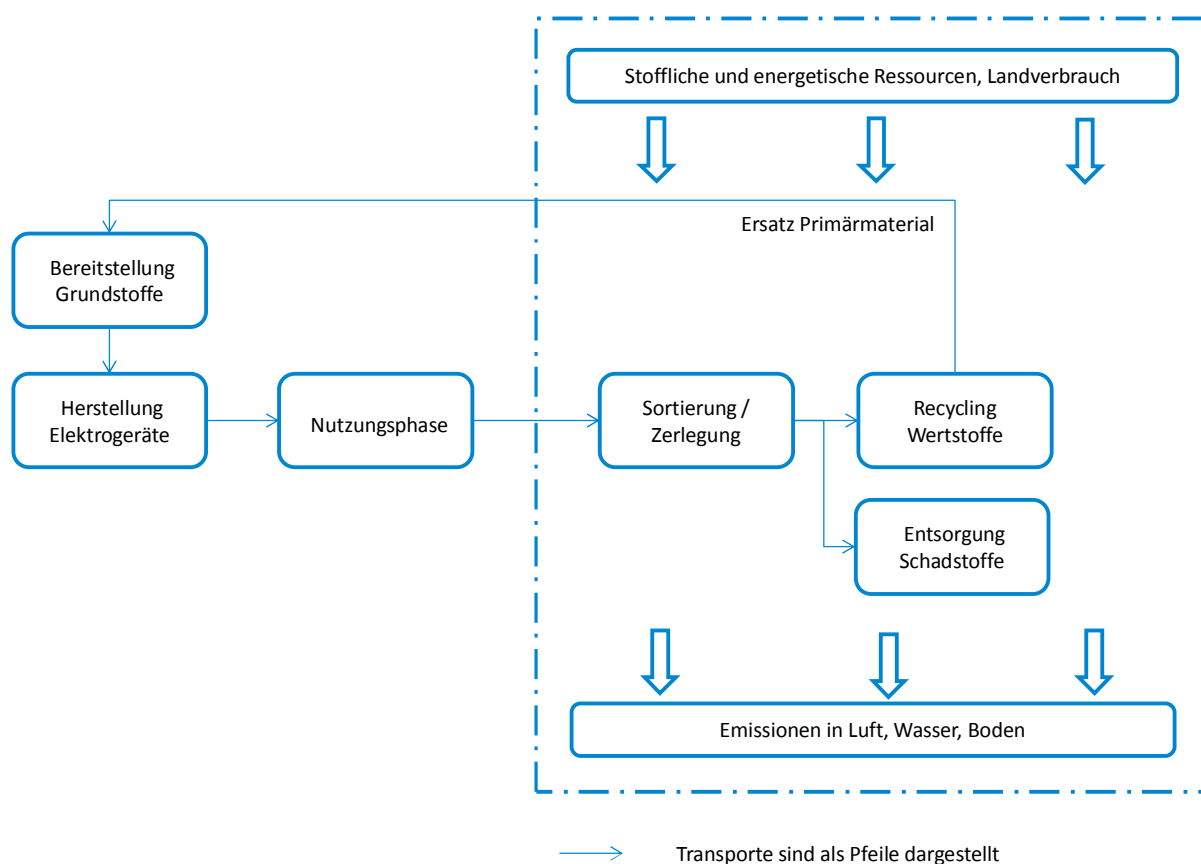 Stoffliche und energetische Ressourcen, Landverbrauch
Ersatz Primärmaterial
Bereitstellung
Grundstoffe
Herstellung
Elektrogeräte
Nutzungsphase
Sortierung /
Zerlegung
Recycling
Wertstoffe
Entsorgung
Schadstoffe
Emissionen in Luft, Wasser, Boden
Transporte sind als Pfeile dargestellt